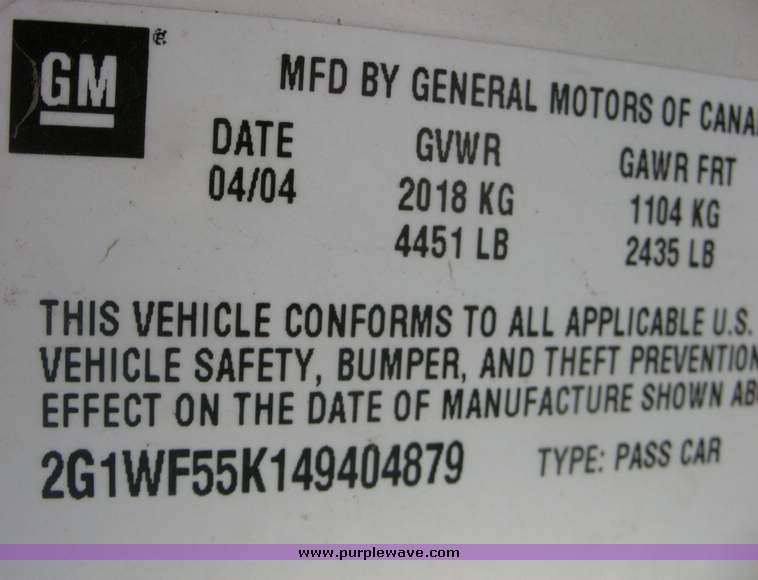 GM
MFD BY GENERAL MOTORS OF CANA
DATE GVWR GAWR FRT
04/04 2018 KG 1104 KG
4451 LB 2435 LB
THIS VEHICLE CONFORMS TO ALL APPLICABLE U.S.
VEHICLE SAFETY, BUMPER, AND THEFT PREVENTION
EFFECT ON THE DATE OF MANUFACTURE SHOWN AB
2G1WF55K149404879 TYPE: PASS CAR
www.purplewave.com